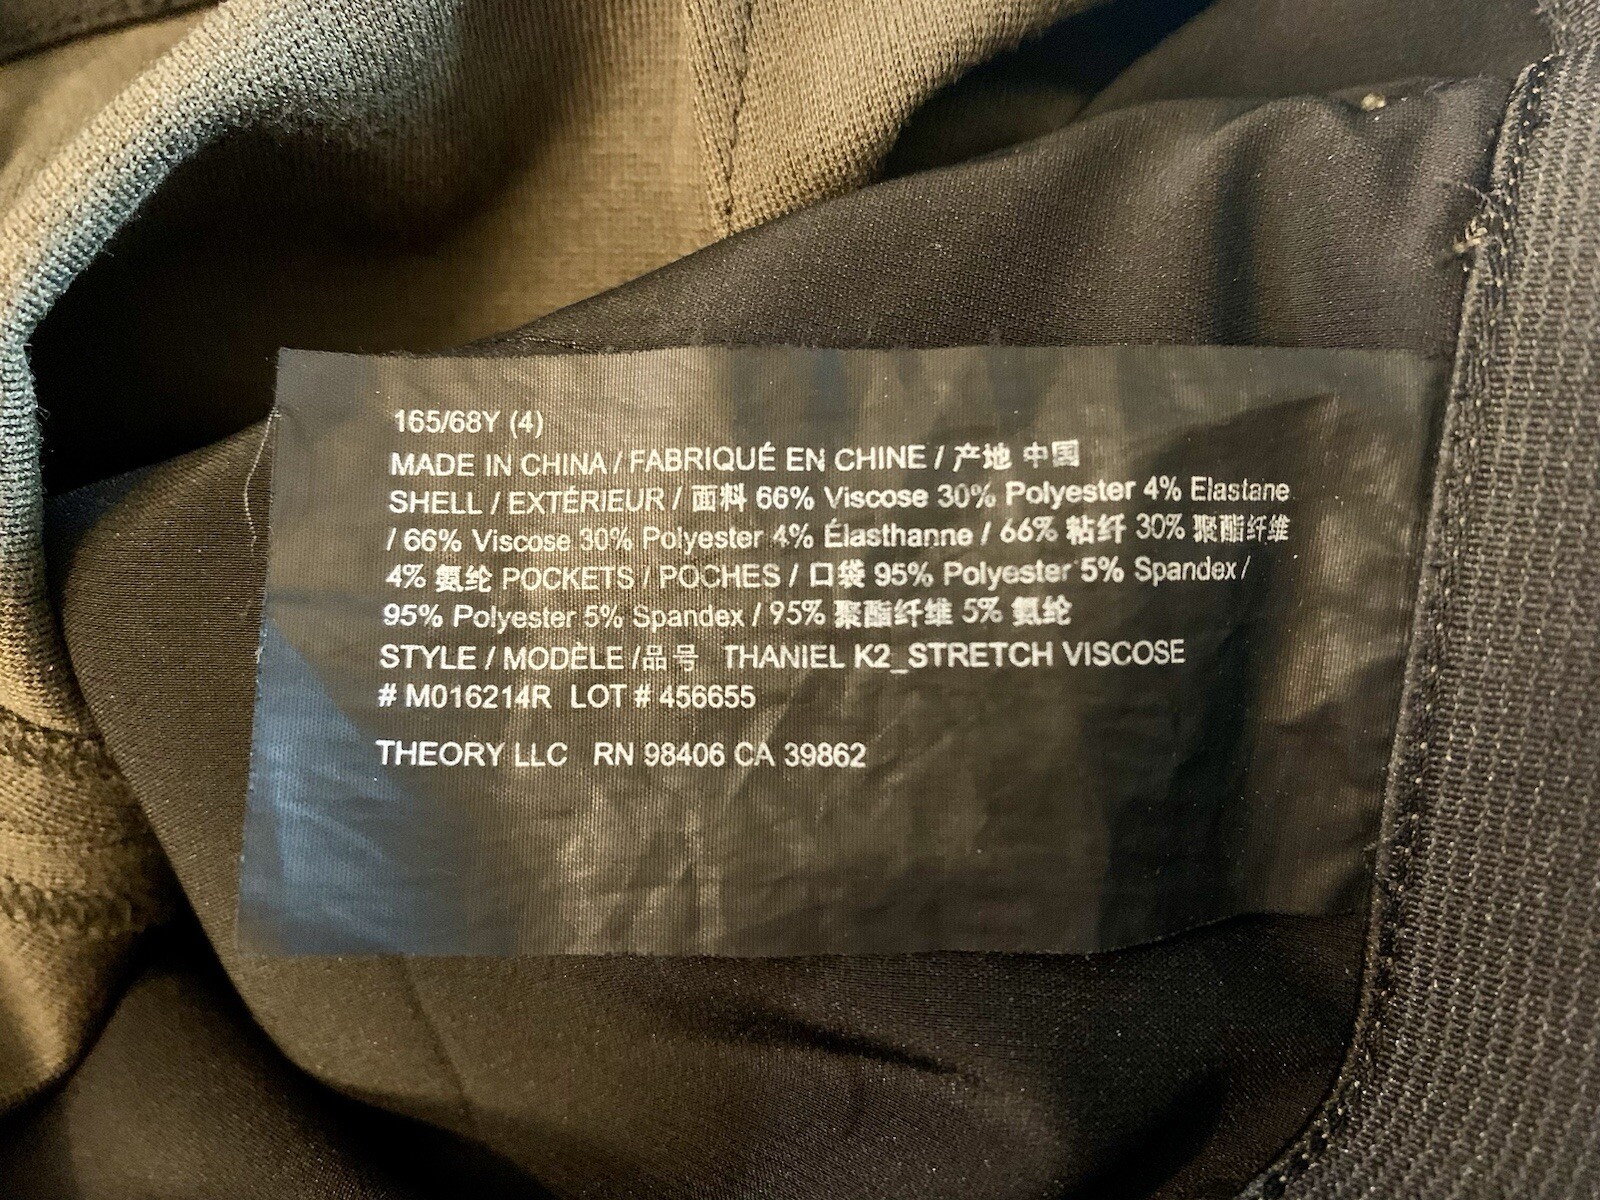 165/68Y (4)
MADE IN CHINA / FABRIQUÉ EN CHINE / 产地 中国
SHELL / EXTÉRIEUR / 面料 66% Viscose 30% Polyester 4% Elastane
/ 66% Viscose 30% Polyester 4% Élasthanne / 66% 粘纤 30% 聚酯纤维
4% 氨纶 POCKETS / POCHES / 口袋 95% Polyester 5% Spandex /
95% Polyester 5% Spandex / 95% 聚酯纤维 5% 氨纶
STYLE / MODÈLE /品号 THANIEL K2_STRETCH VISCOSE
# M016214R LOT # 456655
THEORY LLC RN 98406 CA 39862